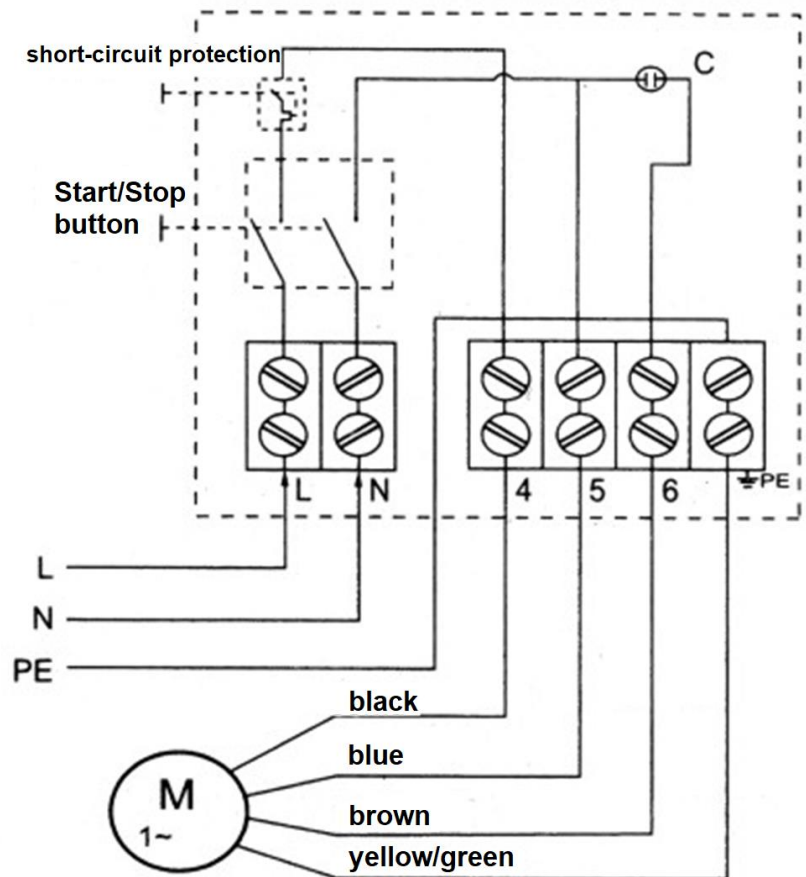 short-circuit protection
C
Start/Stop
button
L
N
4
5
6
PE
L
N
PE
black
blue
brown
yellow/green
M
1~